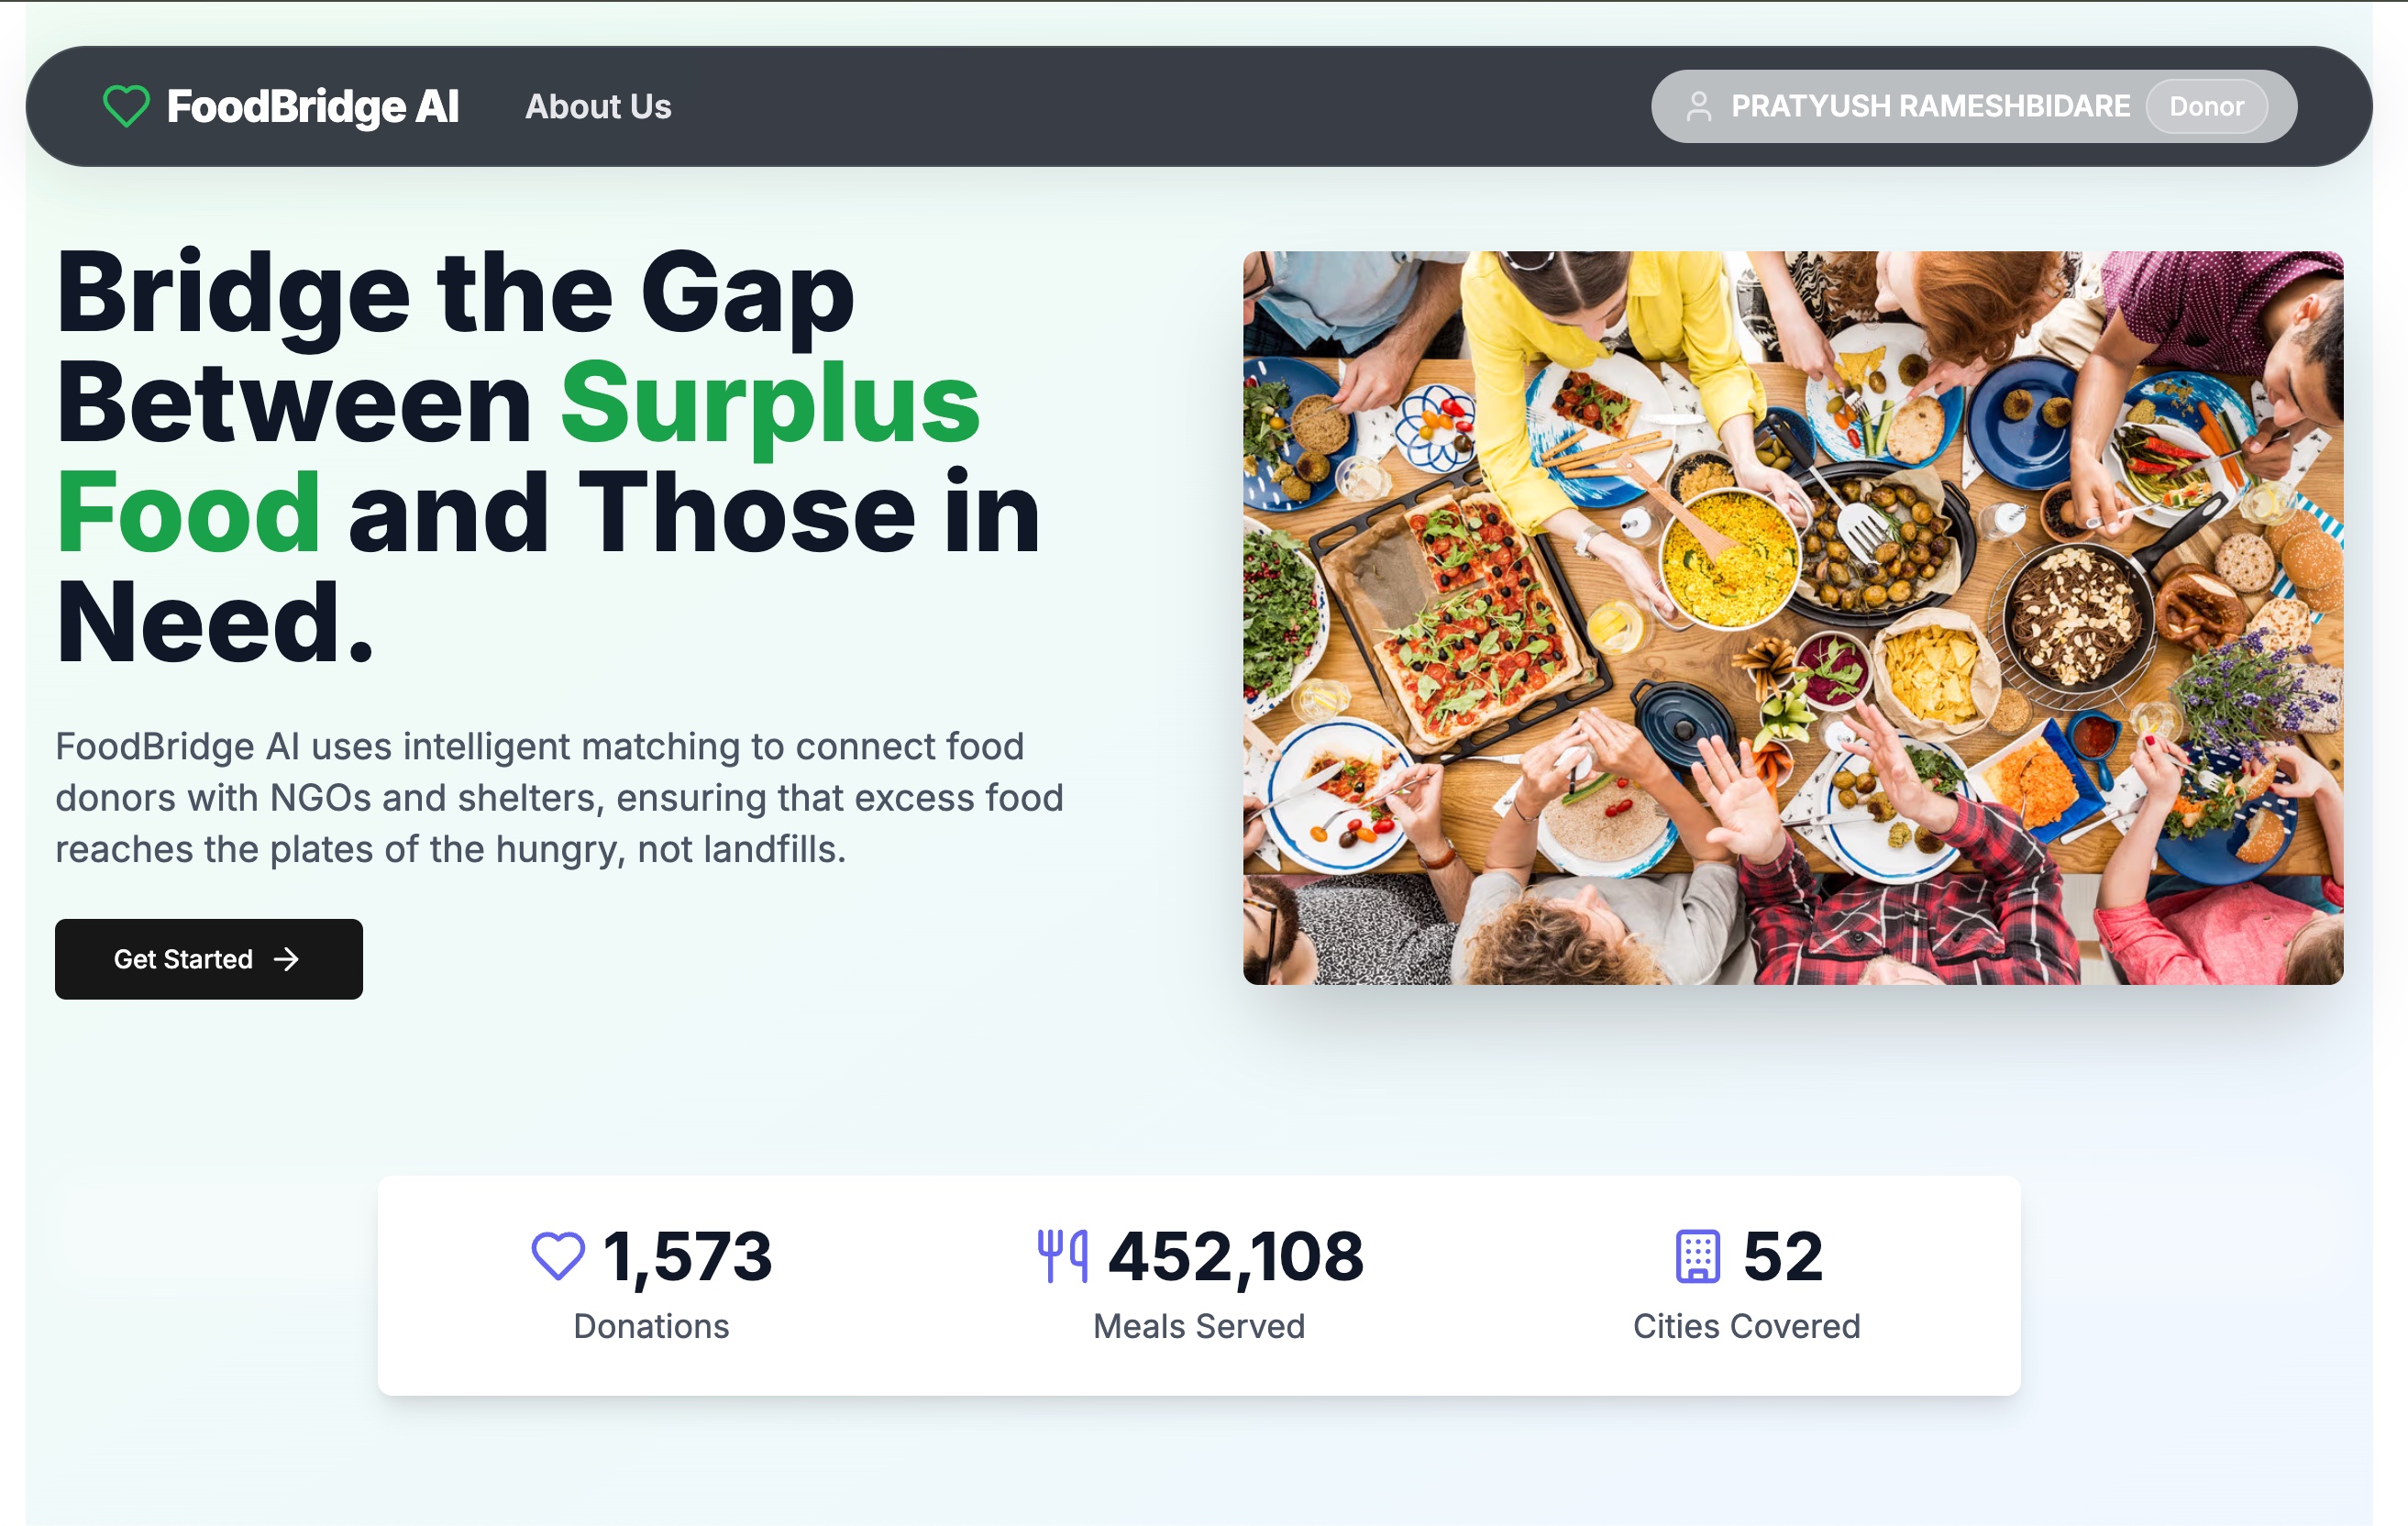 FoodBridge AI
About Us
PRATYUSH RAMESHBIDARE
Donor
Bridge the Gap
Between Surplus
Food and Those in
Need.
FoodBridge AI uses intelligent matching to connect food
donors with NGOs and shelters, ensuring that excess food
reaches the plates of the hungry, not landfills.
Get Started
1,573
Donations
452,108
Meals Served
52
Cities Covered